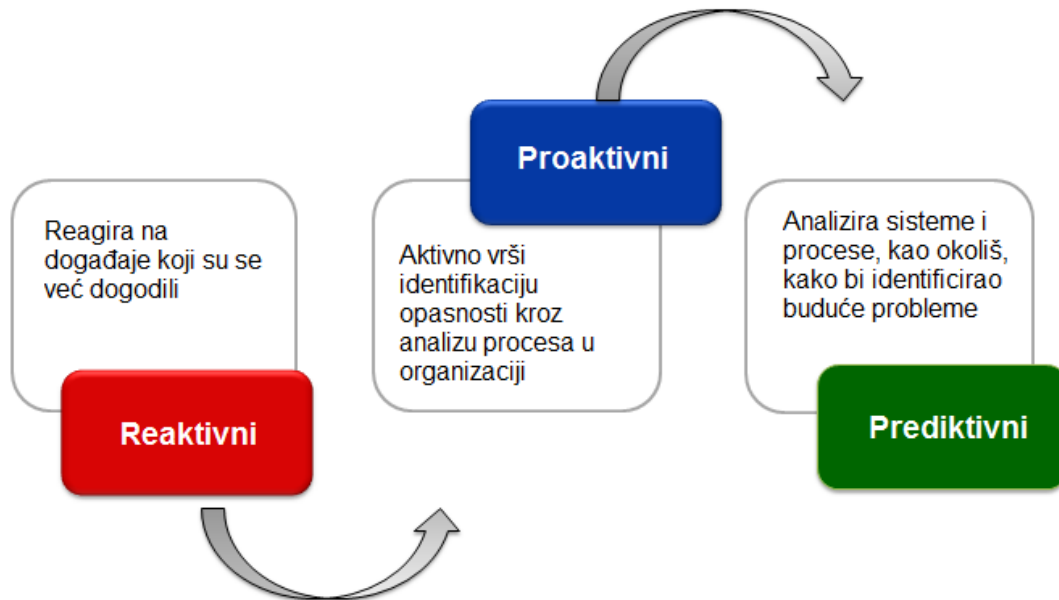 Reagira na
događaje koji su se
već dogodili
Reaktivni
Proaktivni
Aktivno vrši
identifikaciju
opasnosti kroz
analizu procesa u
organizaciji
Analizira sisteme i
procese, kao okoliš,
kako bi identificirao
buduće probleme
Prediktivni